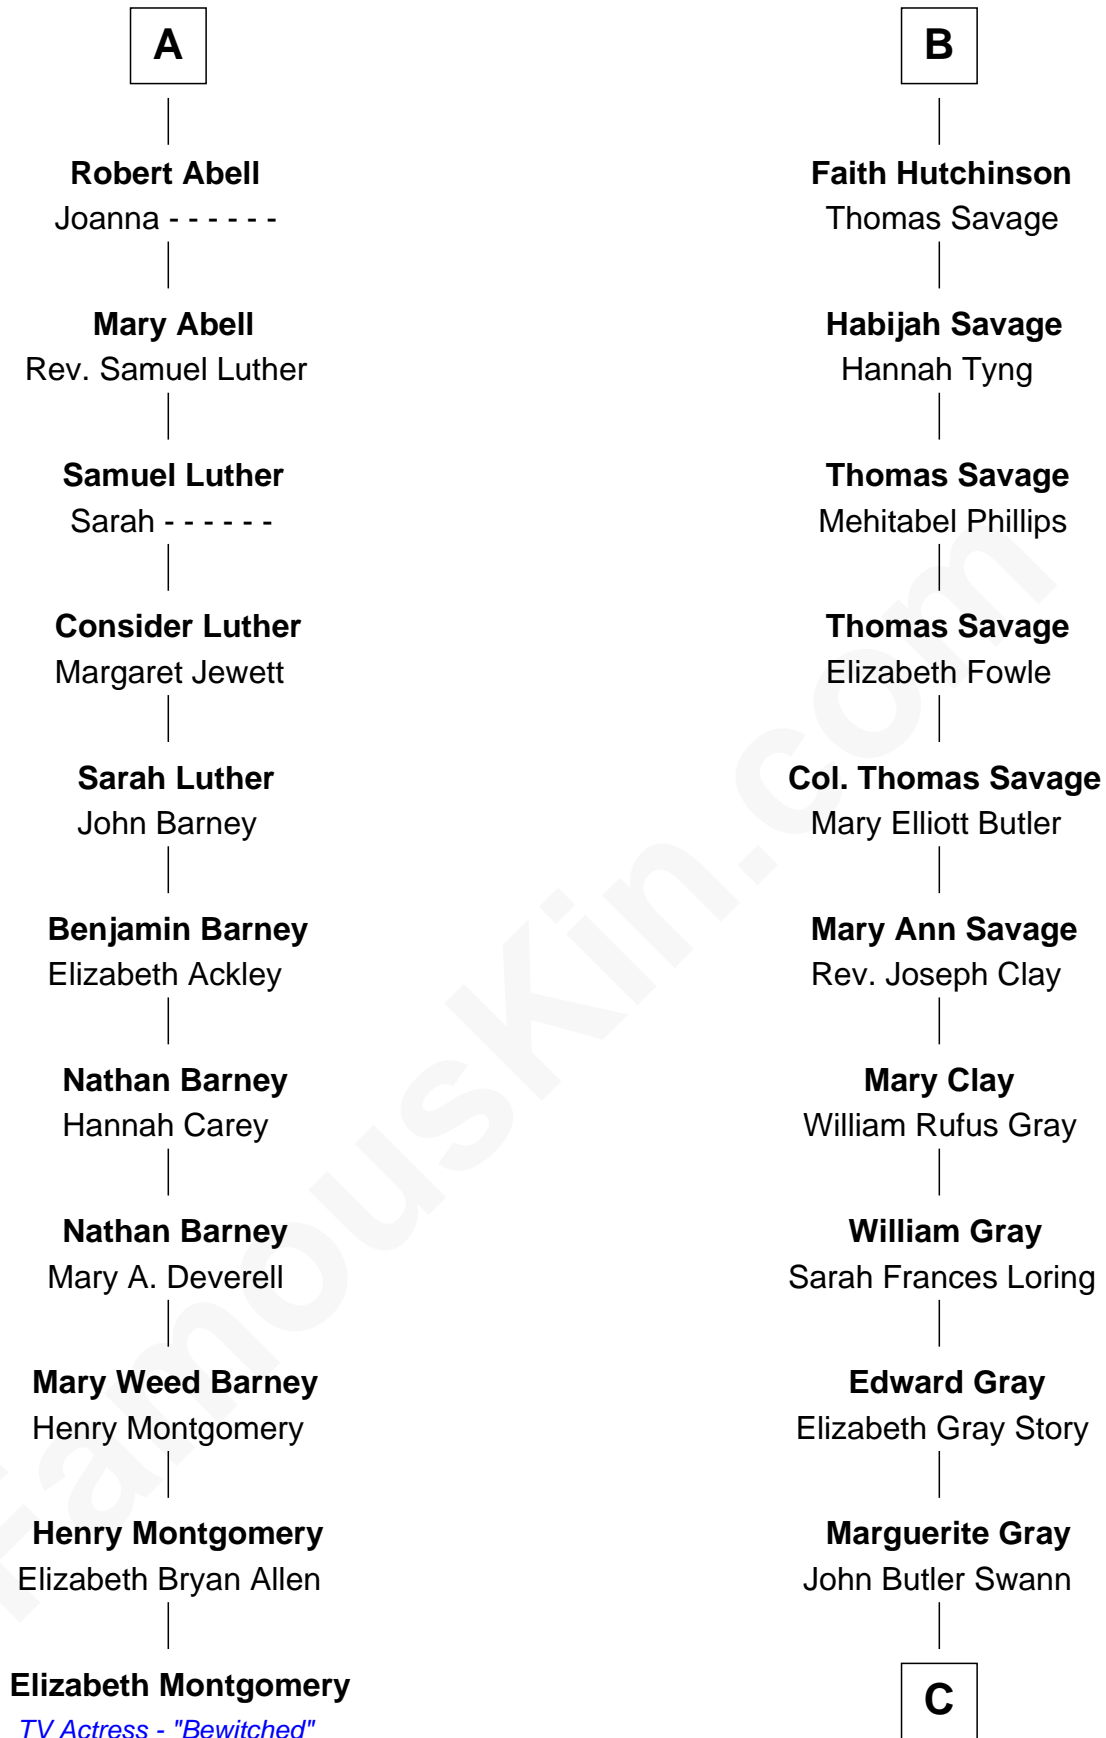 A
Robert Abell
Joanna - - - - - -
Mary Abell
Rev. Samuel Luther
Samuel Luther
Sarah - - - - - -
Consider Luther
Margaret Jewett
Sarah Luther
John Barney
Benjamin Barney
Elizabeth Ackley
Nathan Barney
Hannah Carey
Nathan Barney
Mary A. Deverell
Mary Weed Barney
Henry Montgomery
Henry Montgomery
Elizabeth Bryan Allen
Elizabeth Montgomery
TV Actress - "Bewitched"
B
Faith Hutchinson
Thomas Savage
Habijah Savage
Hannah Tyng
Thomas Savage
Mehitabel Phillips
Thomas Savage
Elizabeth Fowle
Col. Thomas Savage
Mary Elliott Butler
Mary Ann Savage
Rev. Joseph Clay
Mary Clay
William Rufus Gray
William Gray
Sarah Frances Loring
Edward Gray
Elizabeth Gray Story
Marguerite Gray
John Butler Swann
C
FamousKin.com